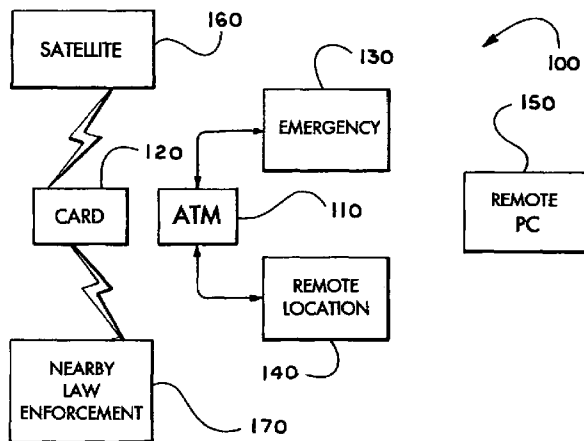 160
SATELLITE
130
100
EMERGENCY
150
120
CARD
ATM
110
REMOTE
PC
REMOTE
LOCATION
140
NEARBY
LAW
ENFORCEMENT
170